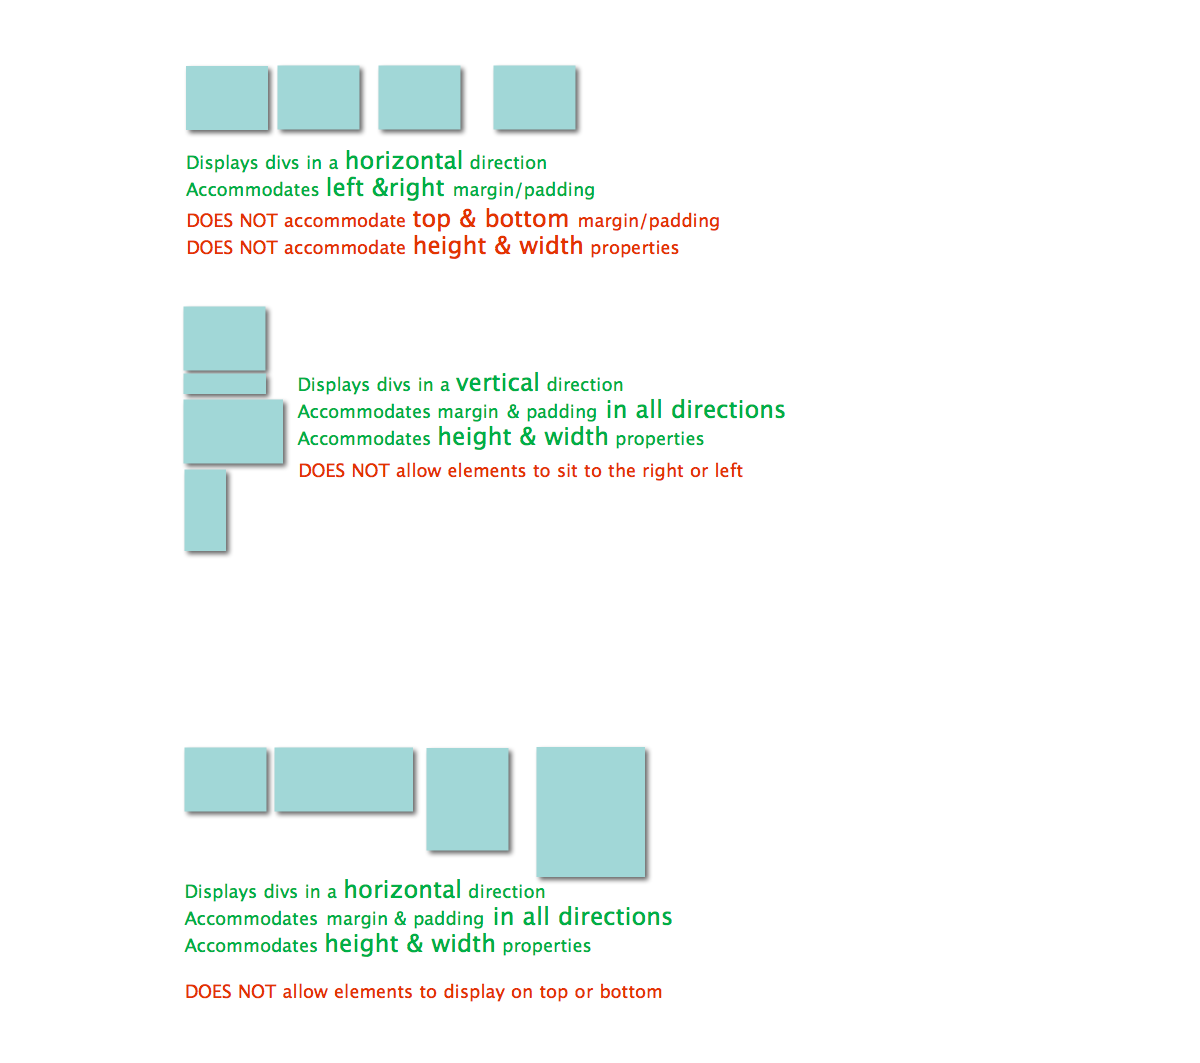 Displays divs in a horizontal direction
Accommodates left &right margin/padding
DOES NOT accommodate top & bottom margin/padding
DOES NOT accommodate height & width properties
Displays divs in a vertical direction
Accommodates margin & padding in all directions
Accommodates height & width properties
DOES NOT allow elements to sit to the right or left
Displays divs in a horizontal direction
Accommodates margin & padding in all directions
Accommodates height & width properties
DOES NOT allow elements to display on top or bottom